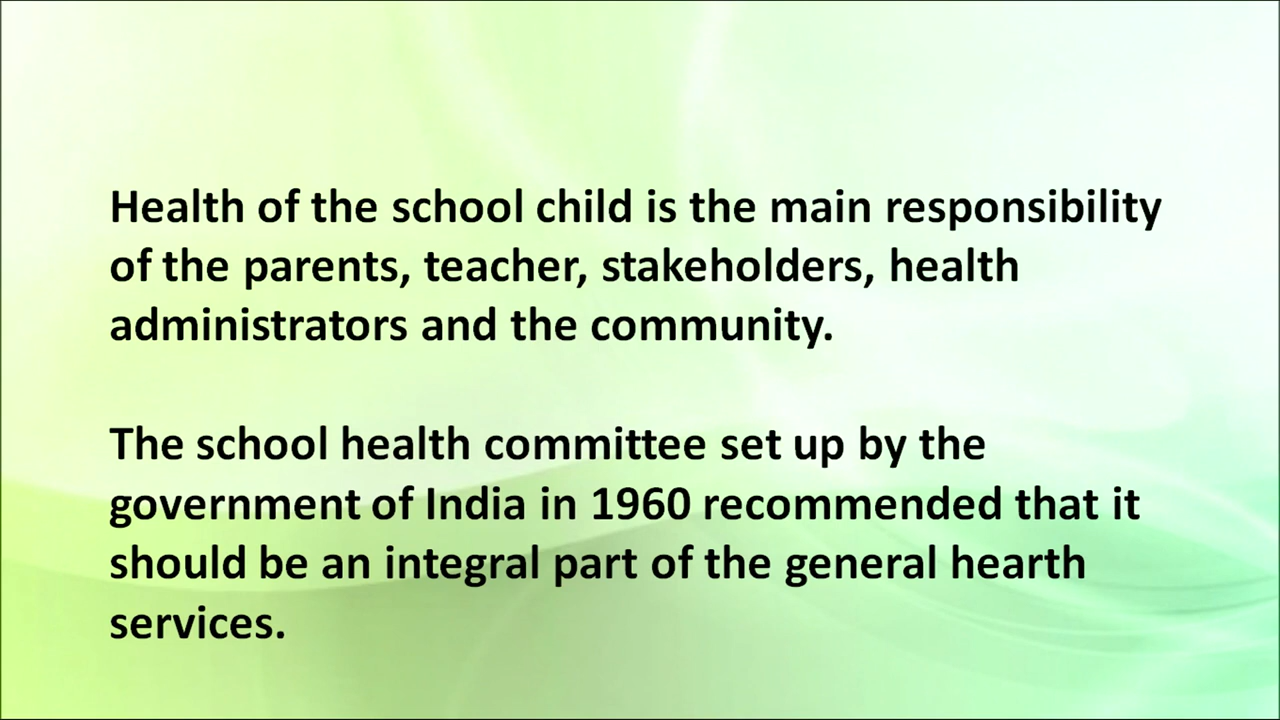 Health of the school child is the main responsibility
of the parents, teacher, stakeholders, health
administrators and the community.
The school health committee set up by the
government of India in 1960 recommended that it
should be an integral part of the general hearth
services.